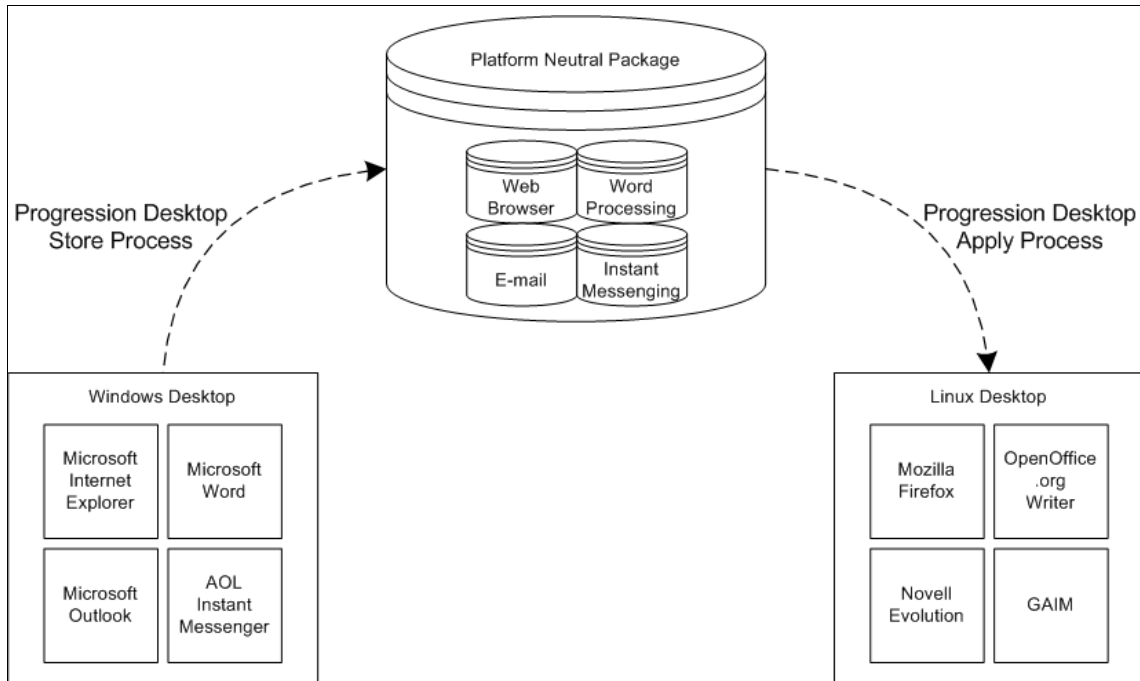 Platform Neutral Package
Web
Browser
Word
Processing
E-mail
Instant
Messenging
Progression Desktop
Store Process
Progression Desktop
Apply Process
Windows Desktop
Microsoft
Internet
Explorer
Microsoft
Word
Microsoft
Outlook
AOL
Instant
Messenger
Linux Desktop
Mozilla
Firefox
OpenOffice
.org
Writer
Novell
Evolution
GAIM